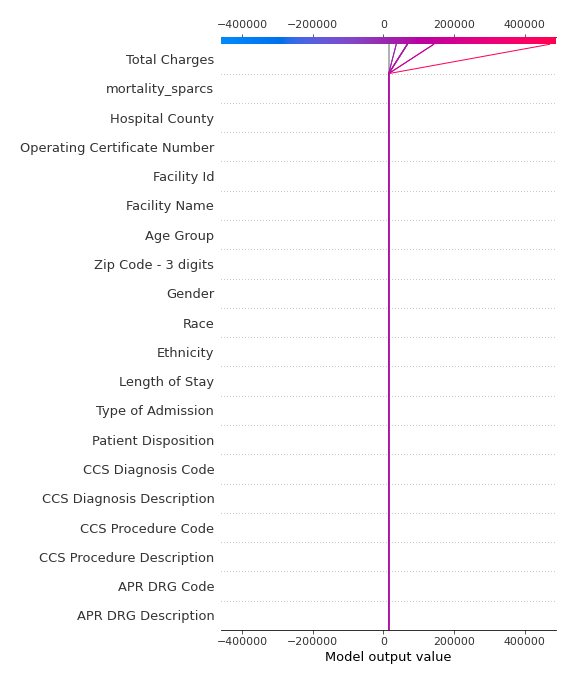 −400000 −200000 0 200000 400000
Total Charges
mortality_sparcs
Hospital County
Operating Certificate Number
Facility Id
Facility Name
Age Group
Zip Code - 3 digits
Gender
Race
Ethnicity
Length of Stay
Type of Admission
Patient Disposition
CCS Diagnosis Code
CCS Diagnosis Description
CCS Procedure Code
CCS Procedure Description
APR DRG Code
APR DRG Description
−400000 −200000 0 200000 400000
Model output value